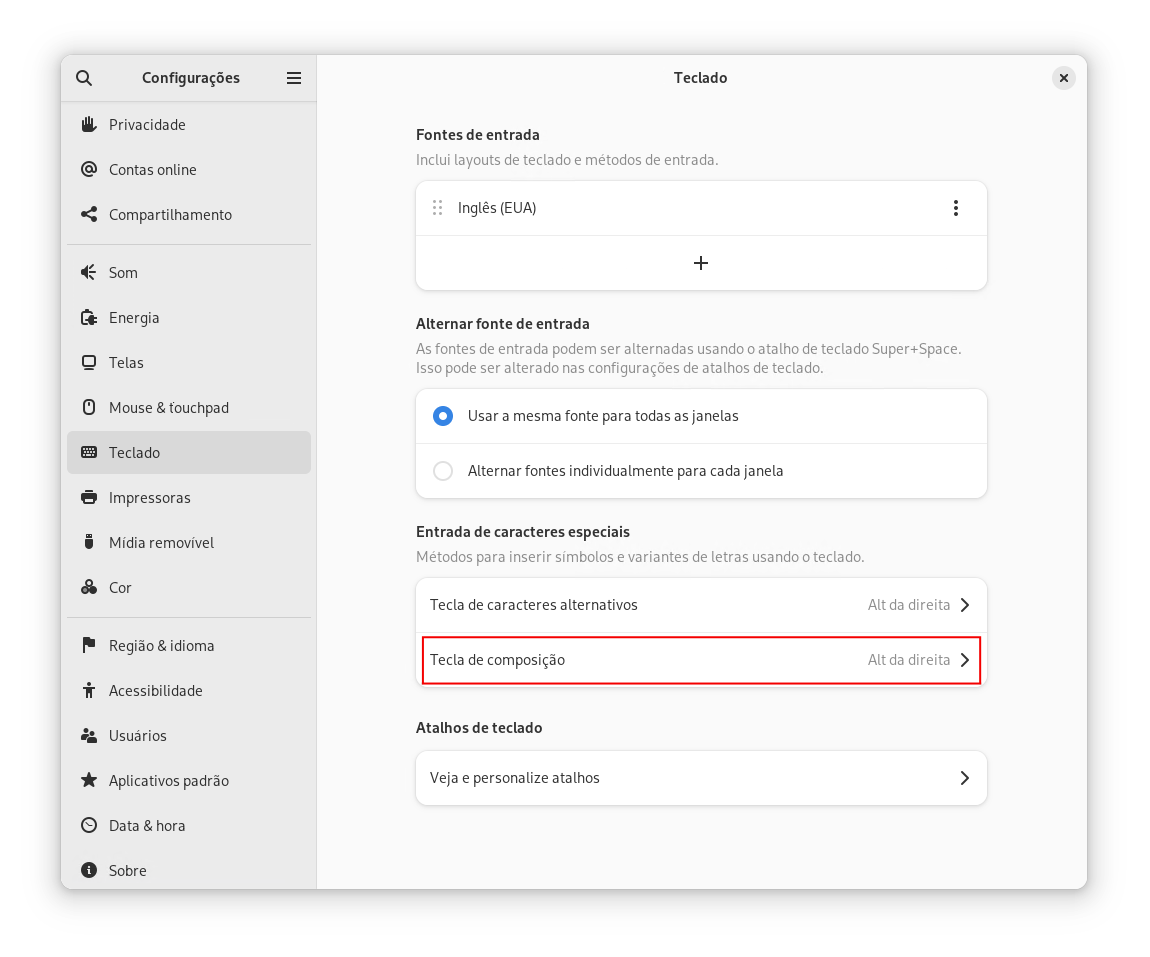 Configurações
Privacidade
Contas online
Compartilhamento
Som
Energia
Telas
Mouse & touchpad
Teclado
Impressoras
Mídia removível
Cor
Região & idioma
Acessibilidade
Usuários
Aplicativos padrão
Data & hora
Sobre
Teclado
Fontes de entrada
Inclui layouts de teclado e métodos de entrada.
Inglês (EUA)
Alternar fonte de entrada
As fontes de entrada podem ser alternadas usando o atalho de teclado Super+Space.
Isso pode ser alterado nas configurações de atalhos de teclado.
Usar a mesma fonte para todas as janelas
Alternar fontes individualmente para cada janela
Entrada de caracteres especiais
Métodos para inserir símbolos e variantes de letras usando o teclado.
Tecla de caracteres alternativos Alt da direita
Tecla de composição Alt da direita
Atalhos de teclado
Veja e personalize atalhos